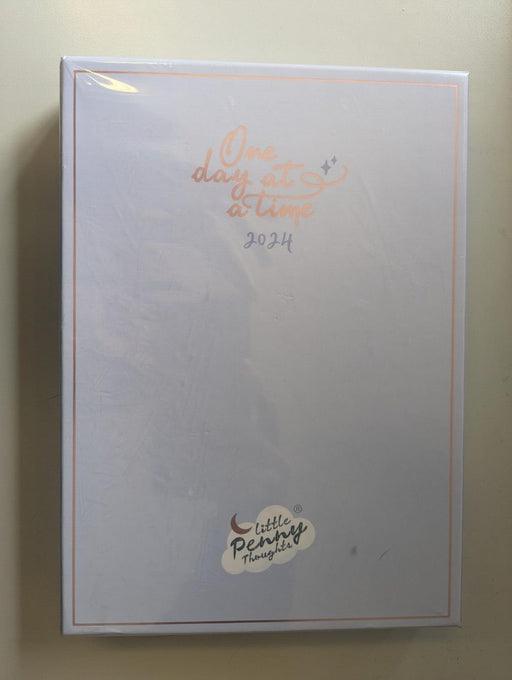 One
day at
a time
2024
®
little
Penny
Thoughts